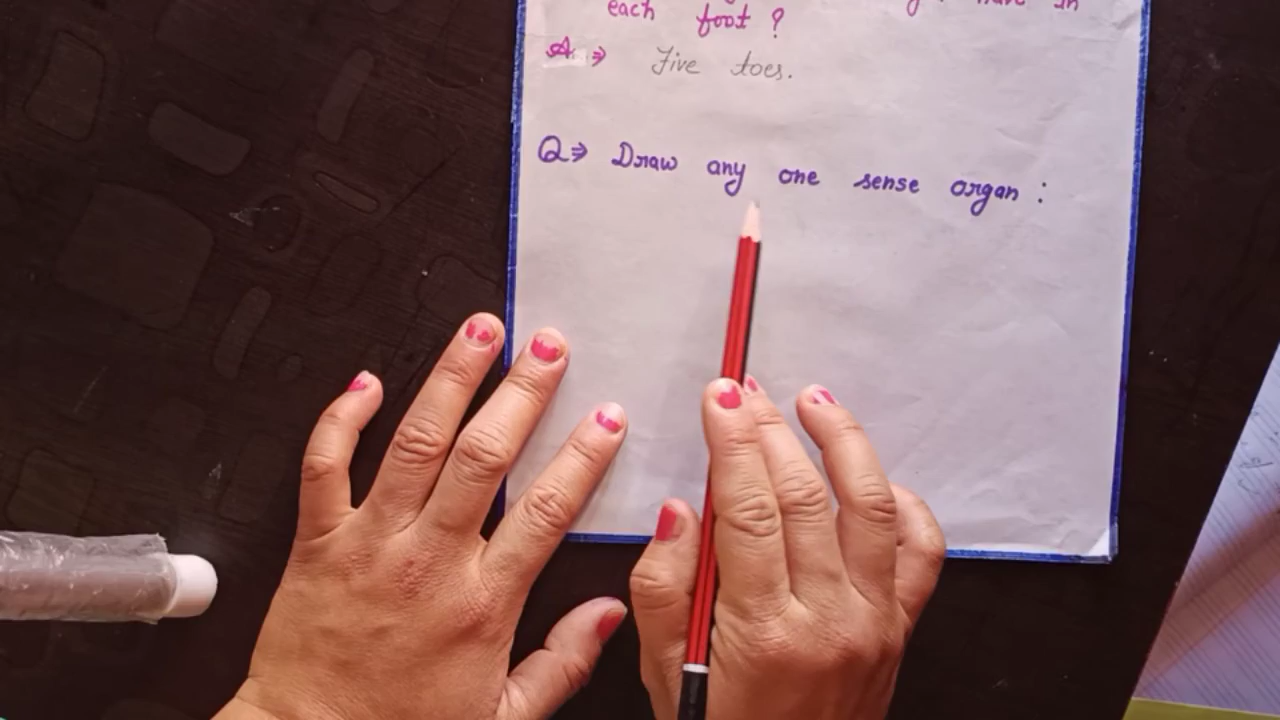 each foot ?
A ⇒ Five toes.
Q ⇒ Draw any one sense organ :